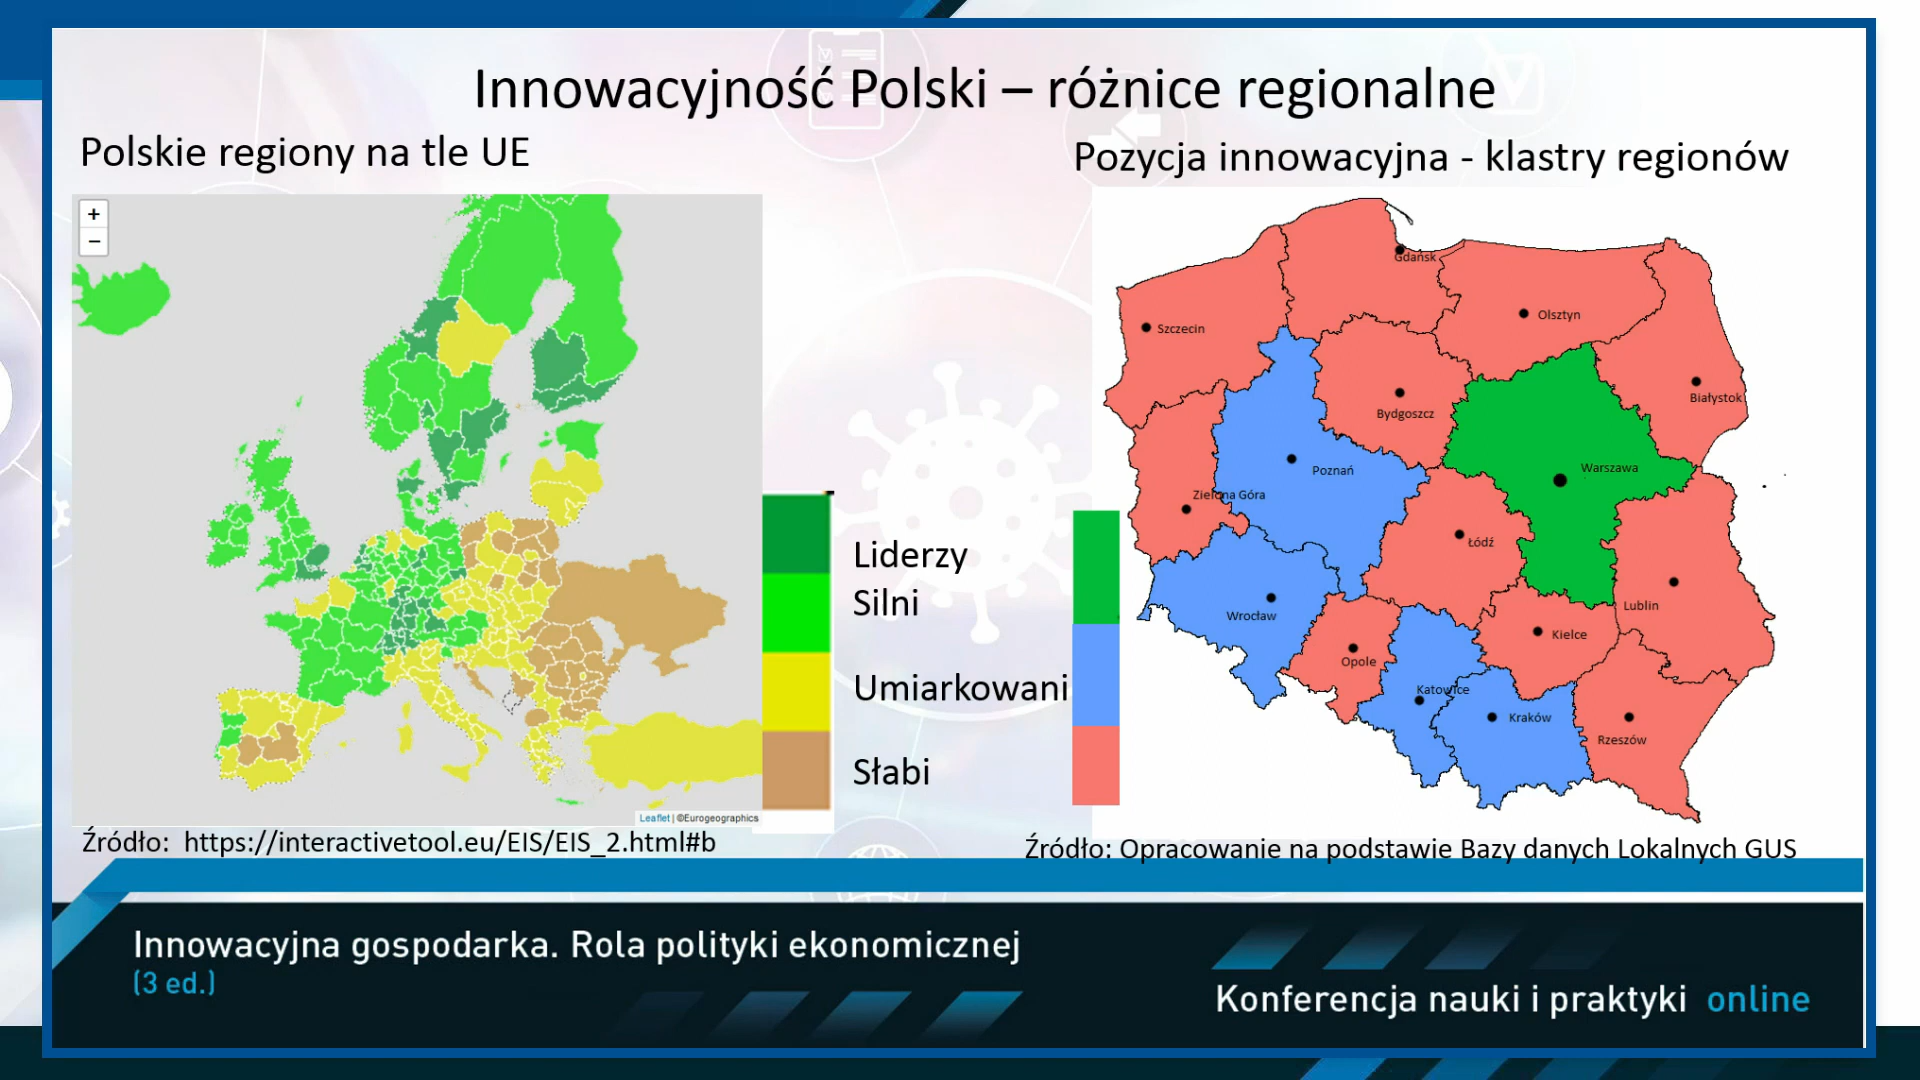 Innowacyjność Polski – różnice regionalne
Polskie regiony na tle UE
Pozycja innowacyjna - klastry regionów
+
−
Gdańsk
Szczecin
Olsztyn
Białystok
Bydgoszcz
Poznań
Warszawa
Zielona Góra
Łódź
Wrocław
Lublin
Kielce
Opole
Katowice
Kraków
Rzeszów
Liderzy
Silni
Umiarkowani
Słabi
Leaflet | ©Eurogeographics
Źródło: https://interactivetool.eu/EIS/EIS_2.html#b
Źródło: Opracowanie na podstawie Bazy danych Lokalnych GUS
Innowacyjna gospodarka. Rola polityki ekonomicznej
(3 ed.)
Konferencja nauki i praktyki online